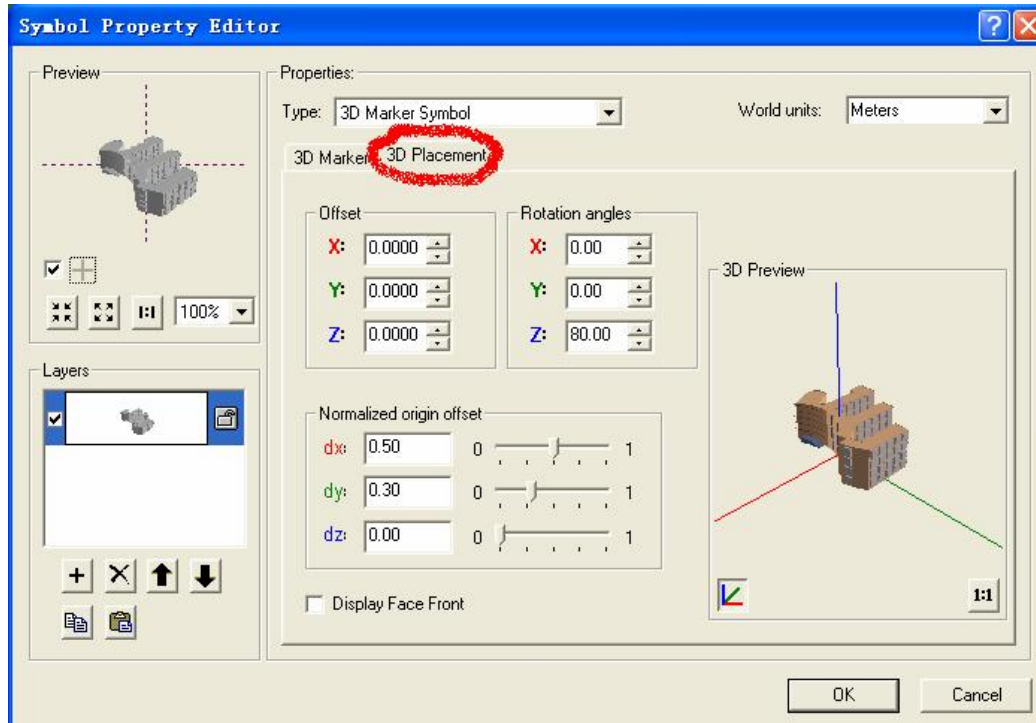 Symbol Property Editor
Preview
100%
Layers
Properties:
Type: 3D Marker Symbol
World units: Meters
3D Marker 3D Placement
Offset
X: 0.0000
Y: 0.0000
Z: 0.0000
Rotation angles
X: 0.00
Y: 0.00
Z: 80.00
Normalized origin offset
dx: 0.50 0 1
dy: 0.30 0 1
dz: 0.00 0 1
Display Face Front
3D Preview
1:1
OK Cancel